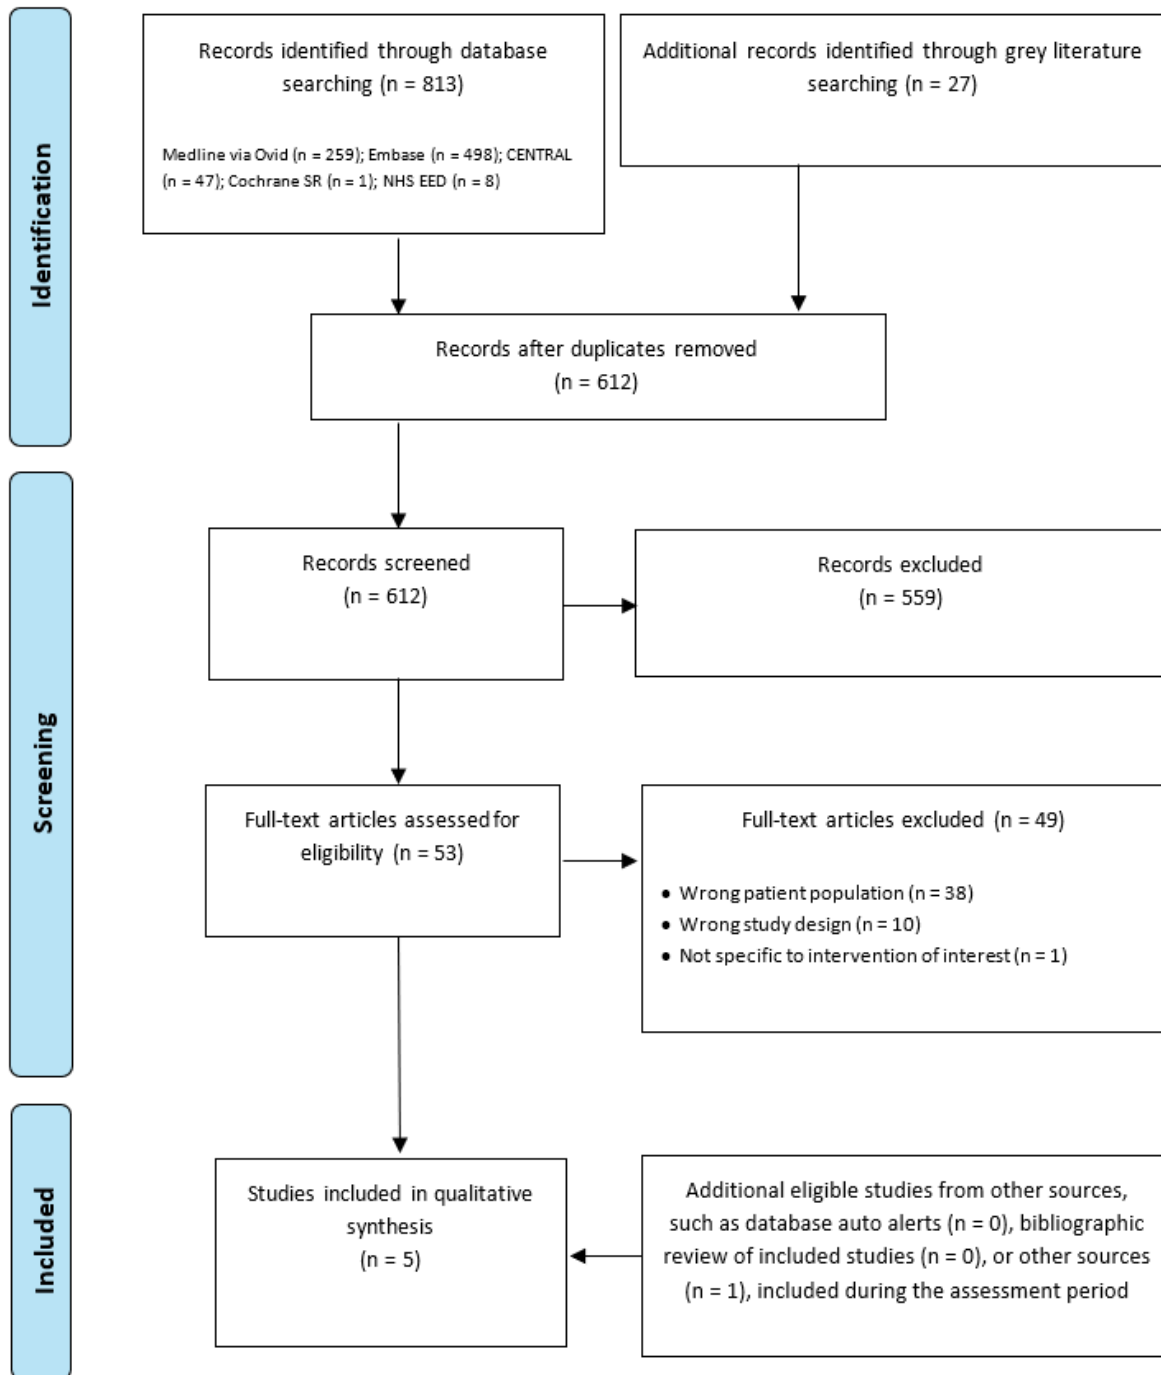 Identification
Records identified through database
searching (n = 813)
Medline via Ovid (n = 259); Embase (n = 498); CENTRAL
(n = 47); Cochrane SR (n = 1); NHS EED (n = 8)
Additional records identified through grey literature
searching (n = 27)
Records after duplicates removed
(n = 612)
Screening
Records screened
(n = 612)
Records excluded
(n = 559)
Full-text articles assessed for
eligibility (n = 53)
Full-text articles excluded (n = 49)
• Wrong patient population (n = 38)
• Wrong study design (n = 10)
• Not specific to intervention of interest (n = 1)
Included
Studies included in qualitative
synthesis
(n = 5)
Additional eligible studies from other sources,
such as database auto alerts (n = 0), bibliographic
review of included studies (n = 0), or other sources
(n = 1), included during the assessment period